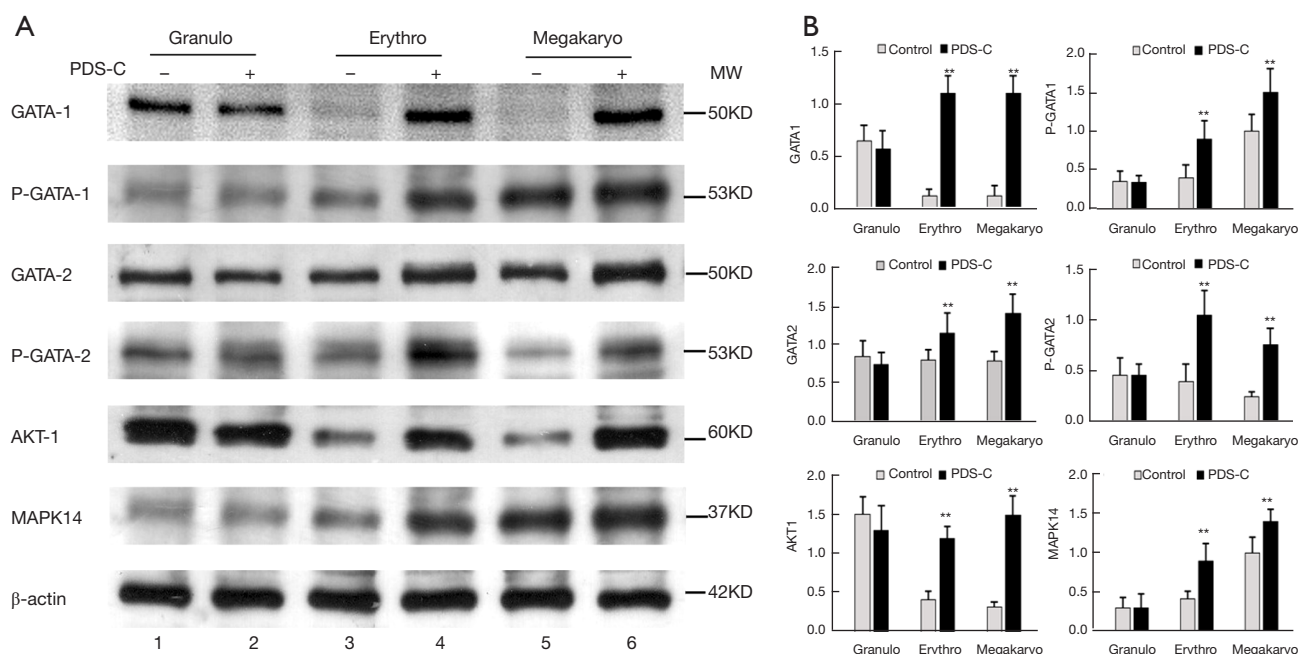 A
Granulo Erythro Megakaryo
PDS-C – + – + – + MW
GATA-1 50KD
P-GATA-1 53KD
GATA-2 50KD
P-GATA-2 53KD
AKT-1 60KD
MAPK14 37KD
β-actin 42KD
1 2 3 4 5 6
B
Control PDS-C
GATA1
1.5
1.0
0.5
0.0
** **
Granulo Erythro Megakaryo
Control PDS-C
P-GATA1
2.0
1.5
1.0
0.5
0.0
** **
Granulo Erythro Megakaryo
Control PDS-C
GATA2
2.0
1.5
1.0
0.5
0.0
** **
Granulo Erythro Megakaryo
Control PDS-C
P-GATA2
1.5
1.0
0.5
0.0
** **
Granulo Erythro Megakaryo
Control PDS-C
AKT1
2.0
1.5
1.0
0.5
0.0
** **
Granulo Erythro Megakaryo
Control PDS-C
MAPK14
2.0
1.5
1.0
0.5
0.0
** **
Granulo Erythro Megakaryo